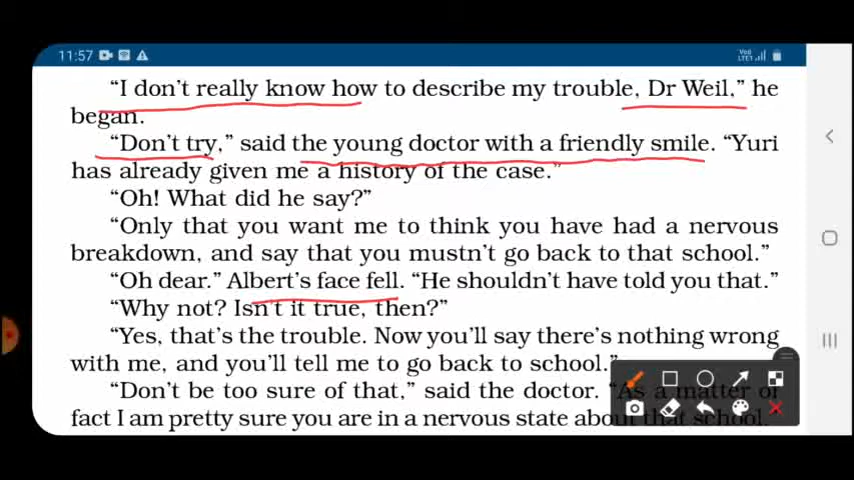 11:57
"I don't really know how to describe my trouble, Dr Weil," he
began.
"Don't try," said the young doctor with a friendly smile. "Yuri
has already given me a history of the case."
"Oh! What did he say?"
"Only that you want me to think you have had a nervous
breakdown, and say that you mustn't go back to that school."
"Oh dear." Albert's face fell. "He shouldn't have told you that."
"Why not? Isn't it true, then?"
"Yes, that's the trouble. Now you'll say there's nothing wrong
with me, and you'll tell me to go back to school."
"Don't be too sure of that," said the doctor. "As a matter of
fact I am pretty sure you are in a nervous state about that school.